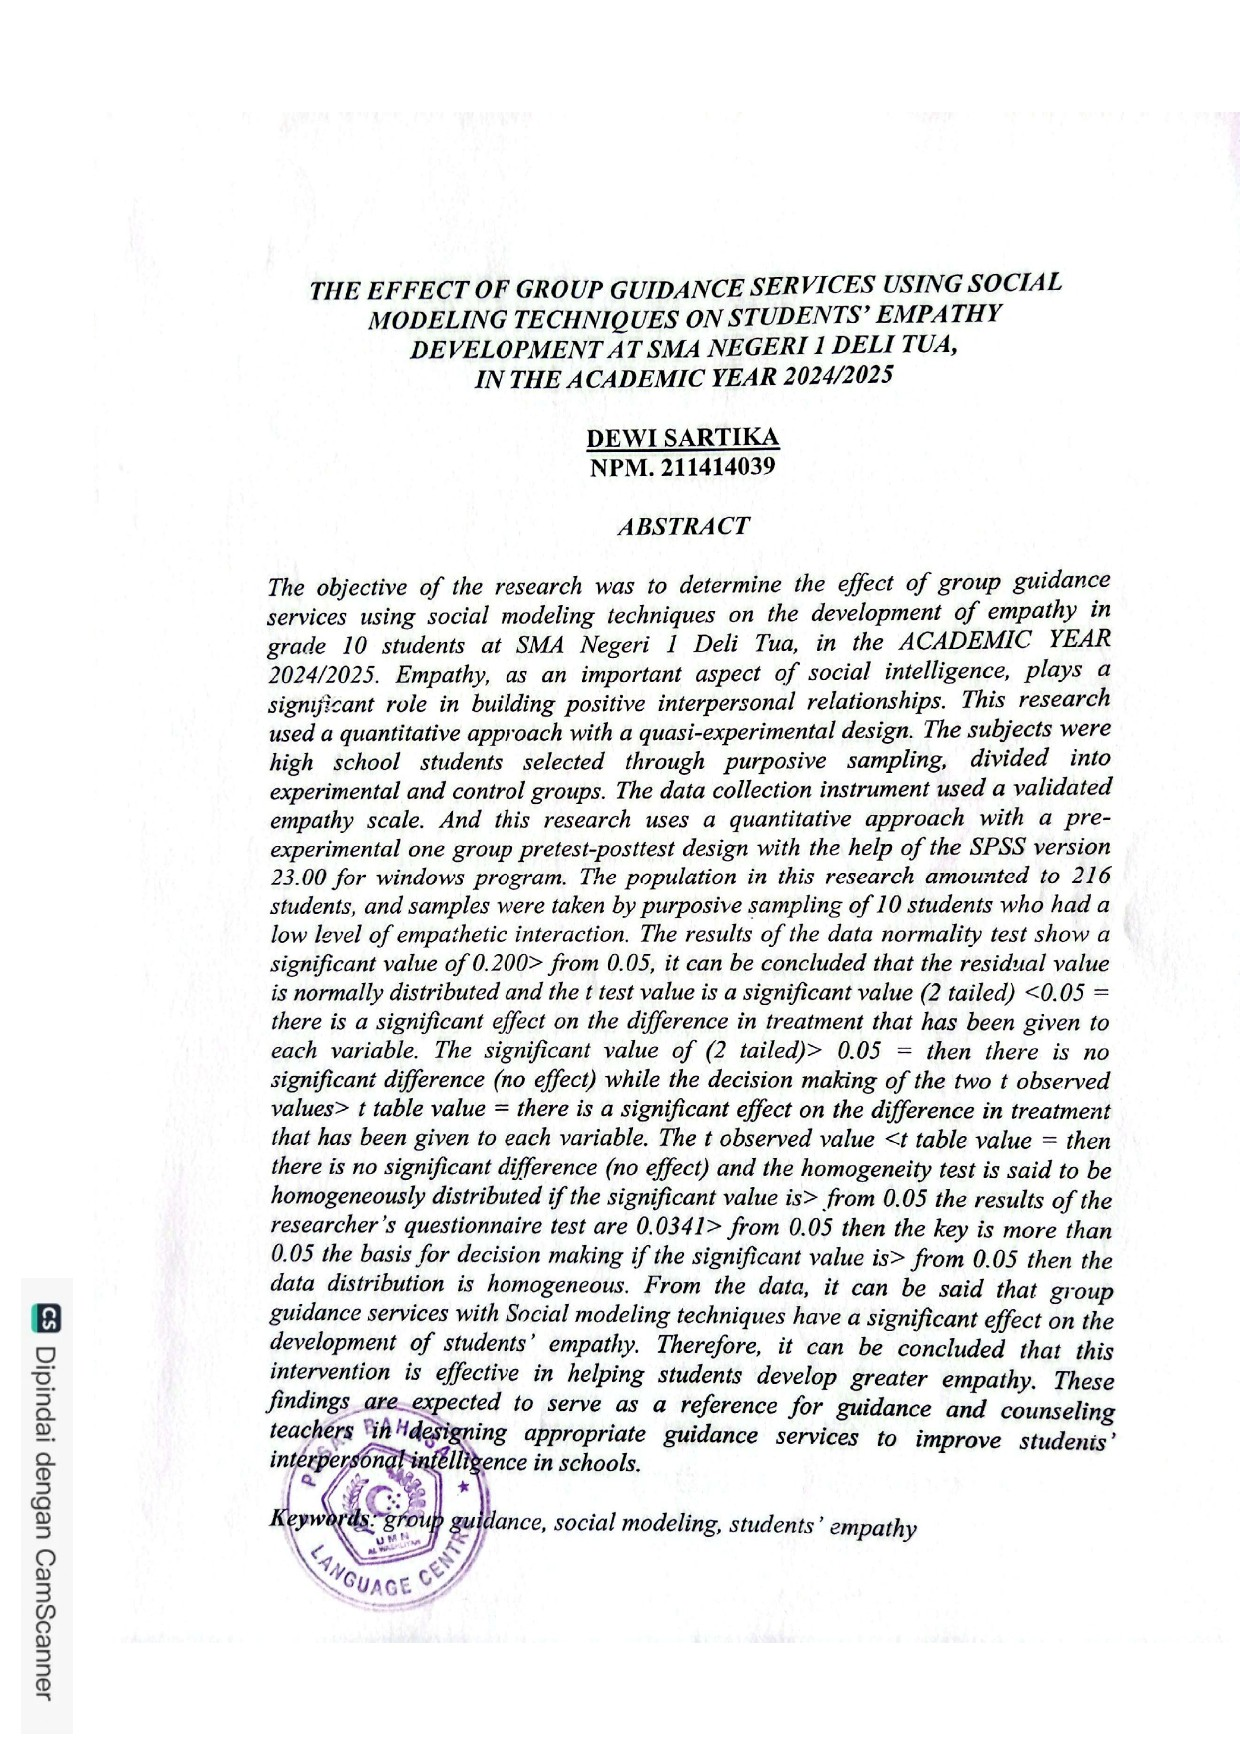 THE EFFECT OF GROUP GUIDANCE SERVICES USING SOCIAL
MODELING TECHNIQUES ON STUDENTS' EMPATHY
DEVELOPMENT AT SMA NEGERI 1 DELI TUA,
IN THE ACADEMIC YEAR 2024/2025
DEWI SARTIKA
NPM. 211414039
ABSTRACT
The objective of the research was to determine the effect of group guidance
services using social modeling techniques on the development of empathy in
grade 10 students at SMA Negeri 1 Deli Tua, in the ACADEMIC YEAR
2024/2025. Empathy, as an important aspect of social intelligence, plays a
significant role in building positive interpersonal relationships. This research
used a quantitative approach with a quasi-experimental design. The subjects were
high school students selected through purposive sampling, divided into
experimental and control groups. The data collection instrument used a validated
empathy scale. And this research uses a quantitative approach with a pre-
experimental one group pretest-posttest design with the help of the SPSS version
23.00 for windows program. The population in this research amounted to 216
students, and samples were taken by purposive sampling of 10 students who had a
low level of empathetic interaction. The results of the data normality test show a
significant value of 0.200> from 0.05, it can be concluded that the residual value
is normally distributed and the t test value is a significant value (2 tailed) <0.05 =
there is a significant effect on the difference in treatment that has been given to
each variable. The significant value of (2 tailed)> 0.05 = then there is no
significant difference (no effect) while the decision making of the two t observed
values> t table value = there is a significant effect on the difference in treatment
that has been given to each variable. The t observed value <t table value = then
there is no significant difference (no effect) and the homogeneity test is said to be
homogeneously distributed if the significant value is> from 0.05 the results of the
researcher's questionnaire test are 0.0341> from 0.05 then the key is more than
0.05 the basis for decision making if the significant value is> from 0.05 then the
data distribution is homogeneous. From the data, it can be said that group
guidance services with Social modeling techniques have a significant effect on the
development of students' empathy. Therefore, it can be concluded that this
intervention is effective in helping students develop greater empathy. These
findings are expected to serve as a reference for guidance and counseling
teachers in designing appropriate guidance services to improve students'
interpersonal intelligence in schools.
Keywords: group guidance, social modeling, students' empathy
PUSAT BAHASA
UMN
AL WASHLIYAH
LANGUAGE CENTRE
CS Dipindai dengan CamScanner